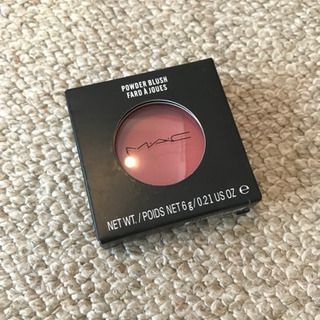 POWDER BLUSH
FARD À JOUES
MAC
NET WT. / POIDS NET 6 g / 0.21 US OZ e